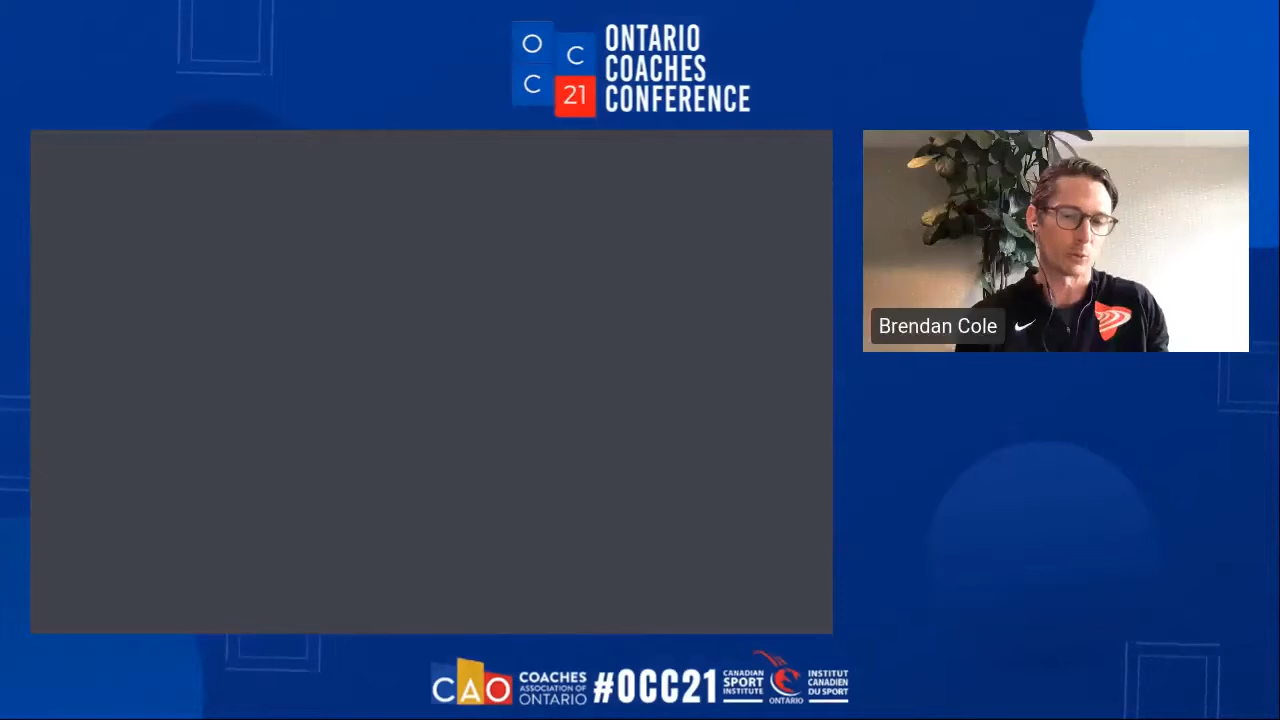 O
C
C
21
ONTARIO
COACHES
CONFERENCE
Brendan Cole
CAO
COACHES
ASSOCIATION OF
ONTARIO
#OCC21
CANADIAN
SPORT
INSTITUTE
ONTARIO
INSTITUT
CANADIEN
DU SPORT